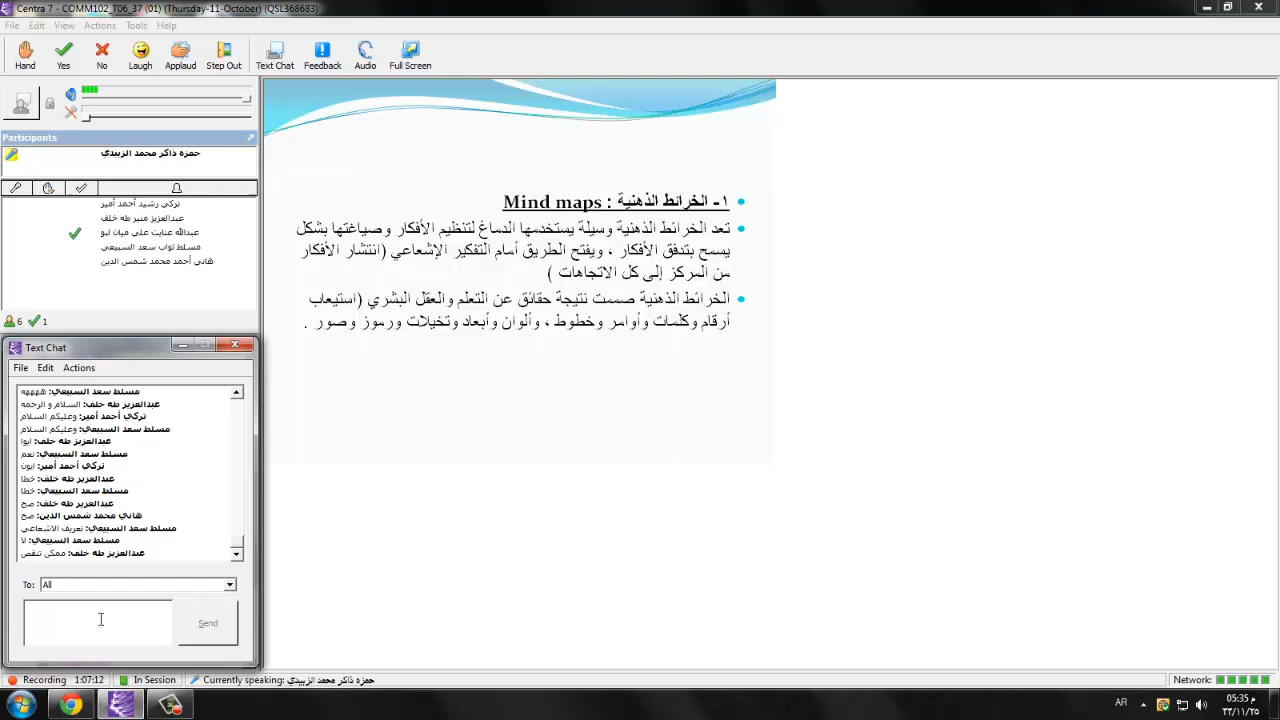 Centra 7 - COMM102_T06_37 (01) (Thursday-11-October) (QSL368683)
File Edit View Actions Tools Help
Hand Yes No Laugh Applaud Step Out Text Chat Feedback Audio Full Screen
Participants
حمزه ذاكر محمد الزبيدي
تركي رشيد أحمد أمير
عبدالعزيز منير طه خلف
عبدالله عنايت علي ميان ليو
مسلط ثواب سعد السبيعي
هاني أحمد محمد شمس الدين
6 1
Text Chat
File Edit Actions
مسلط سعد السبيعي: هههه
عبدالعزيز طه خلف: السلام و الرحمه
تركي أحمد أمير: وعليكم السلام
مسلط سعد السبيعي: وعليكم السلام
عبدالعزيز طه خلف: ايوا
مسلط سعد السبيعي: نعم
تركي أحمد أمير: ايون
عبدالعزيز طه خلف: خطا
مسلط سعد السبيعي: خطا
عبدالعزيز طه خلف: صح
هاني محمد شمس الدين: صح
مسلط سعد السبيعي: تعريف الاشعاعي
مسلط سعد السبيعي: لا
عبدالعزيز طه خلف: ممكن تنقص
To: All
Send
١- الخرائط الذهنية : Mind maps
تعد الخرائط الذهنية وسيلة يستخدمها الدماغ لتنظيم الأفكار وصياغتها بشكل
يسمح بتدفق الأفكار ، ويفتح الطريق أمام التفكير الإشعاعي (انتشار الأفكار
من المركز إلى كل الاتجاهات )
الخرائط الذهنية صممت نتيجة حقائق عن التعلم والعقل البشري (استيعاب
أرقام وكلمات وأوامر وخطوط ، وألوان وأبعاد وتخيلات ورموز وصور .
Recording 1:07:12 In Session Currently speaking: حمزه ذاكر محمد الزبيدي Network:
AR
05:35 م
٣٣/١١/٢٥